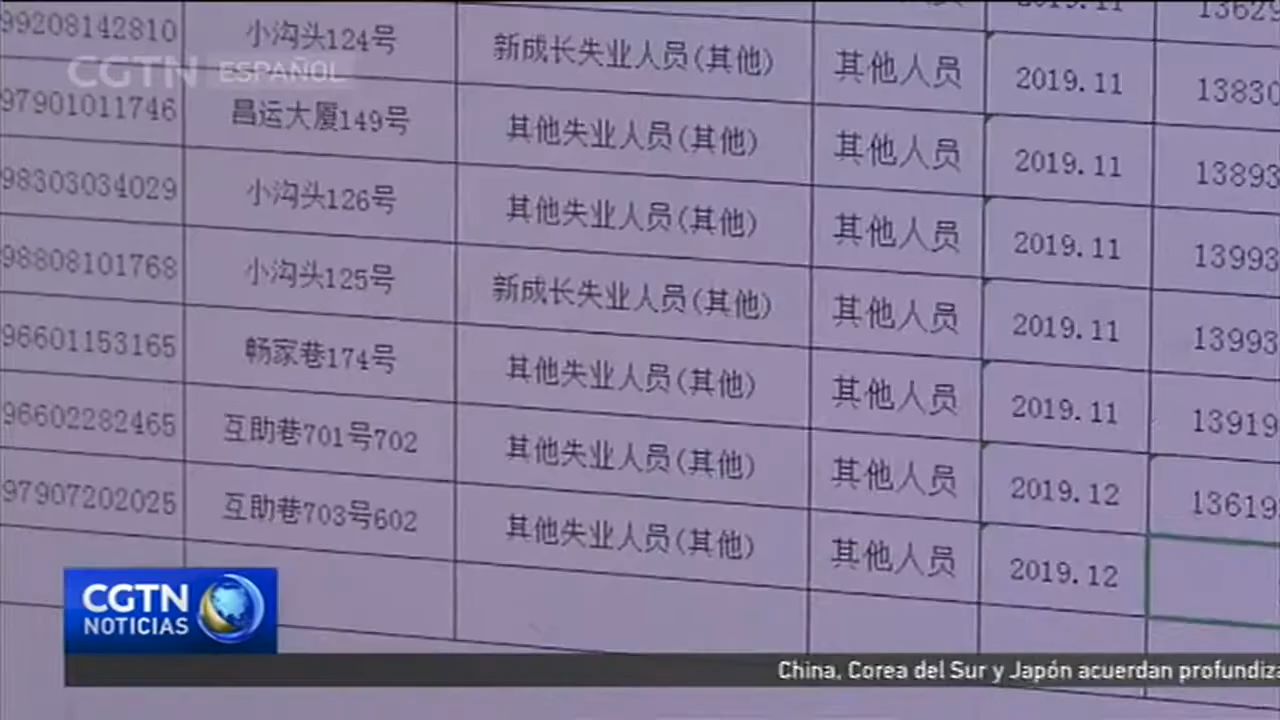 2019.11
99208142810 小沟头124号 新成长失业人员(其他) 其他人员 2019.11 13830
CGTN ESPAÑOL
97901011746 昌运大厦149号 其他失业人员(其他) 其他人员 2019.11 13893
98303034029 小沟头126号 其他失业人员(其他) 其他人员 2019.11 13993
98808101768 小沟头125号 新成长失业人员(其他) 其他人员 2019.11 13993
96601153165 畅家巷174号 其他失业人员(其他) 其他人员 2019.11 13919
96602282465 互助巷701号702 其他失业人员(其他) 其他人员 2019.12 13619
97907202025 互助巷703号602 其他失业人员(其他) 其他人员 2019.12
CGTN
NOTICIAS
China, Corea del Sur y Japón acuerdan